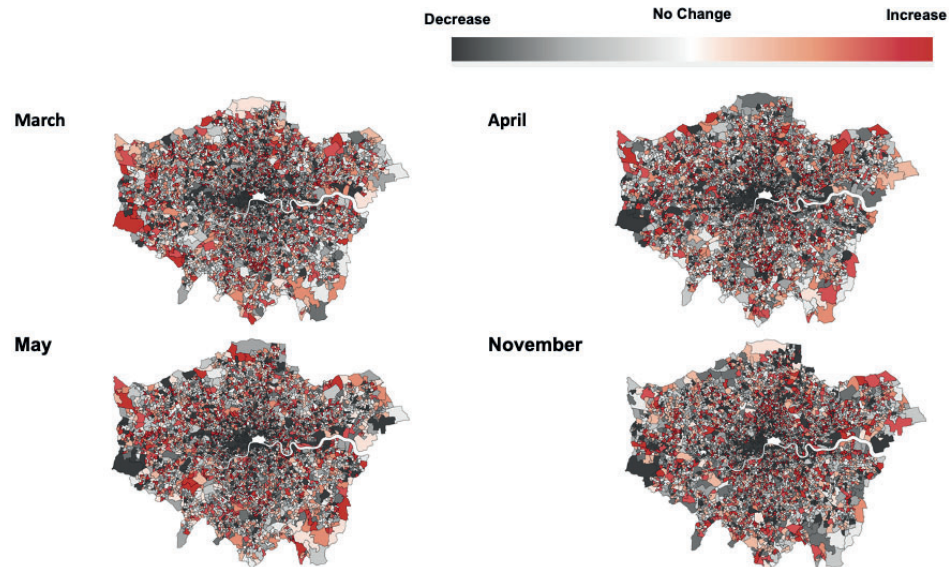 Decrease
No Change
Increase
March
April
May
November